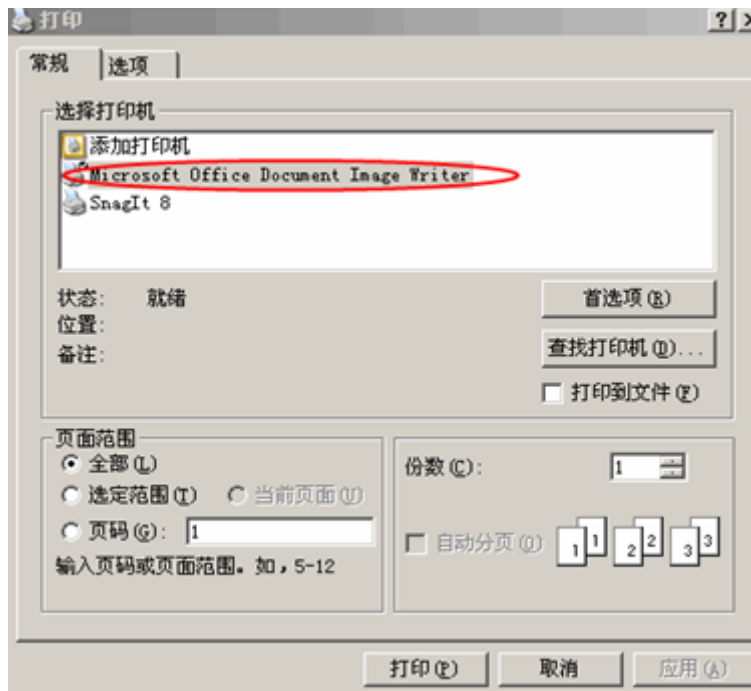 打印
常规 选项
选择打印机
添加打印机
Microsoft Office Document Image Writer
SnagIt 8
状态: 就绪
首选项(R)
位置:
备注:
查找打印机(D)...
打印到文件(F)
页面范围
全部(L)
选定范围(T) 当前页面(U)
页码(G): 1
输入页码或页面范围。如，5-12
份数(C): 1
自动分页(O)
1 1 2 2 3 3
打印(P) 取消 应用(A)